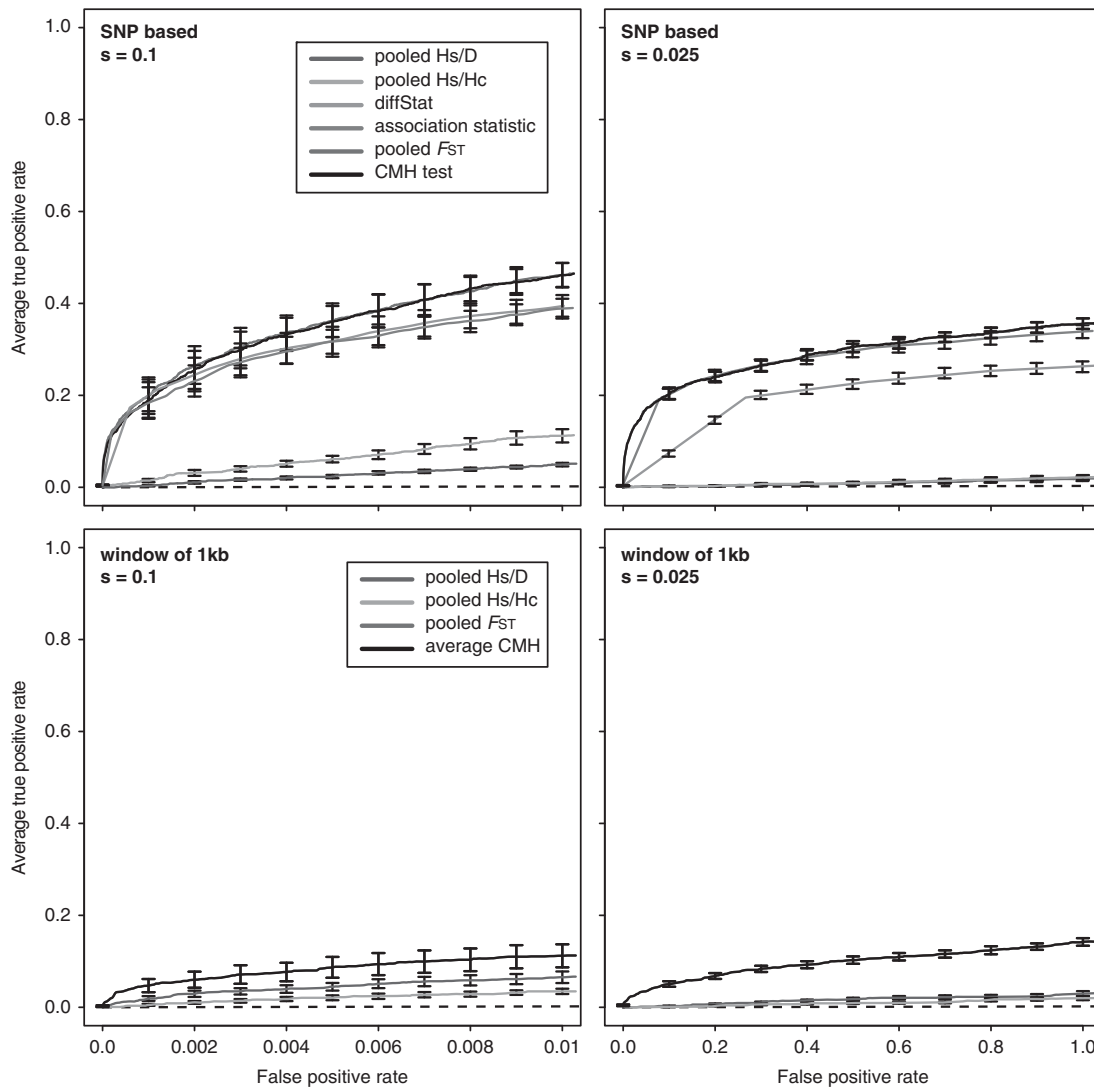 SNP based
s = 0.1
pooled Hs/D
pooled Hs/Hc
diffStat
association statistic
pooled FST
CMH test
Average true positive rate
1.0
0.8
0.6
0.4
0.2
0.0
SNP based
s = 0.025
window of 1kb
s = 0.1
pooled Hs/D
pooled Hs/Hc
pooled FST
average CMH
Average true positive rate
1.0
0.8
0.6
0.4
0.2
0.0
0.0 0.002 0.004 0.006 0.008 0.01
False positive rate
window of 1kb
s = 0.025
0.0 0.2 0.4 0.6 0.8 1.0
False positive rate